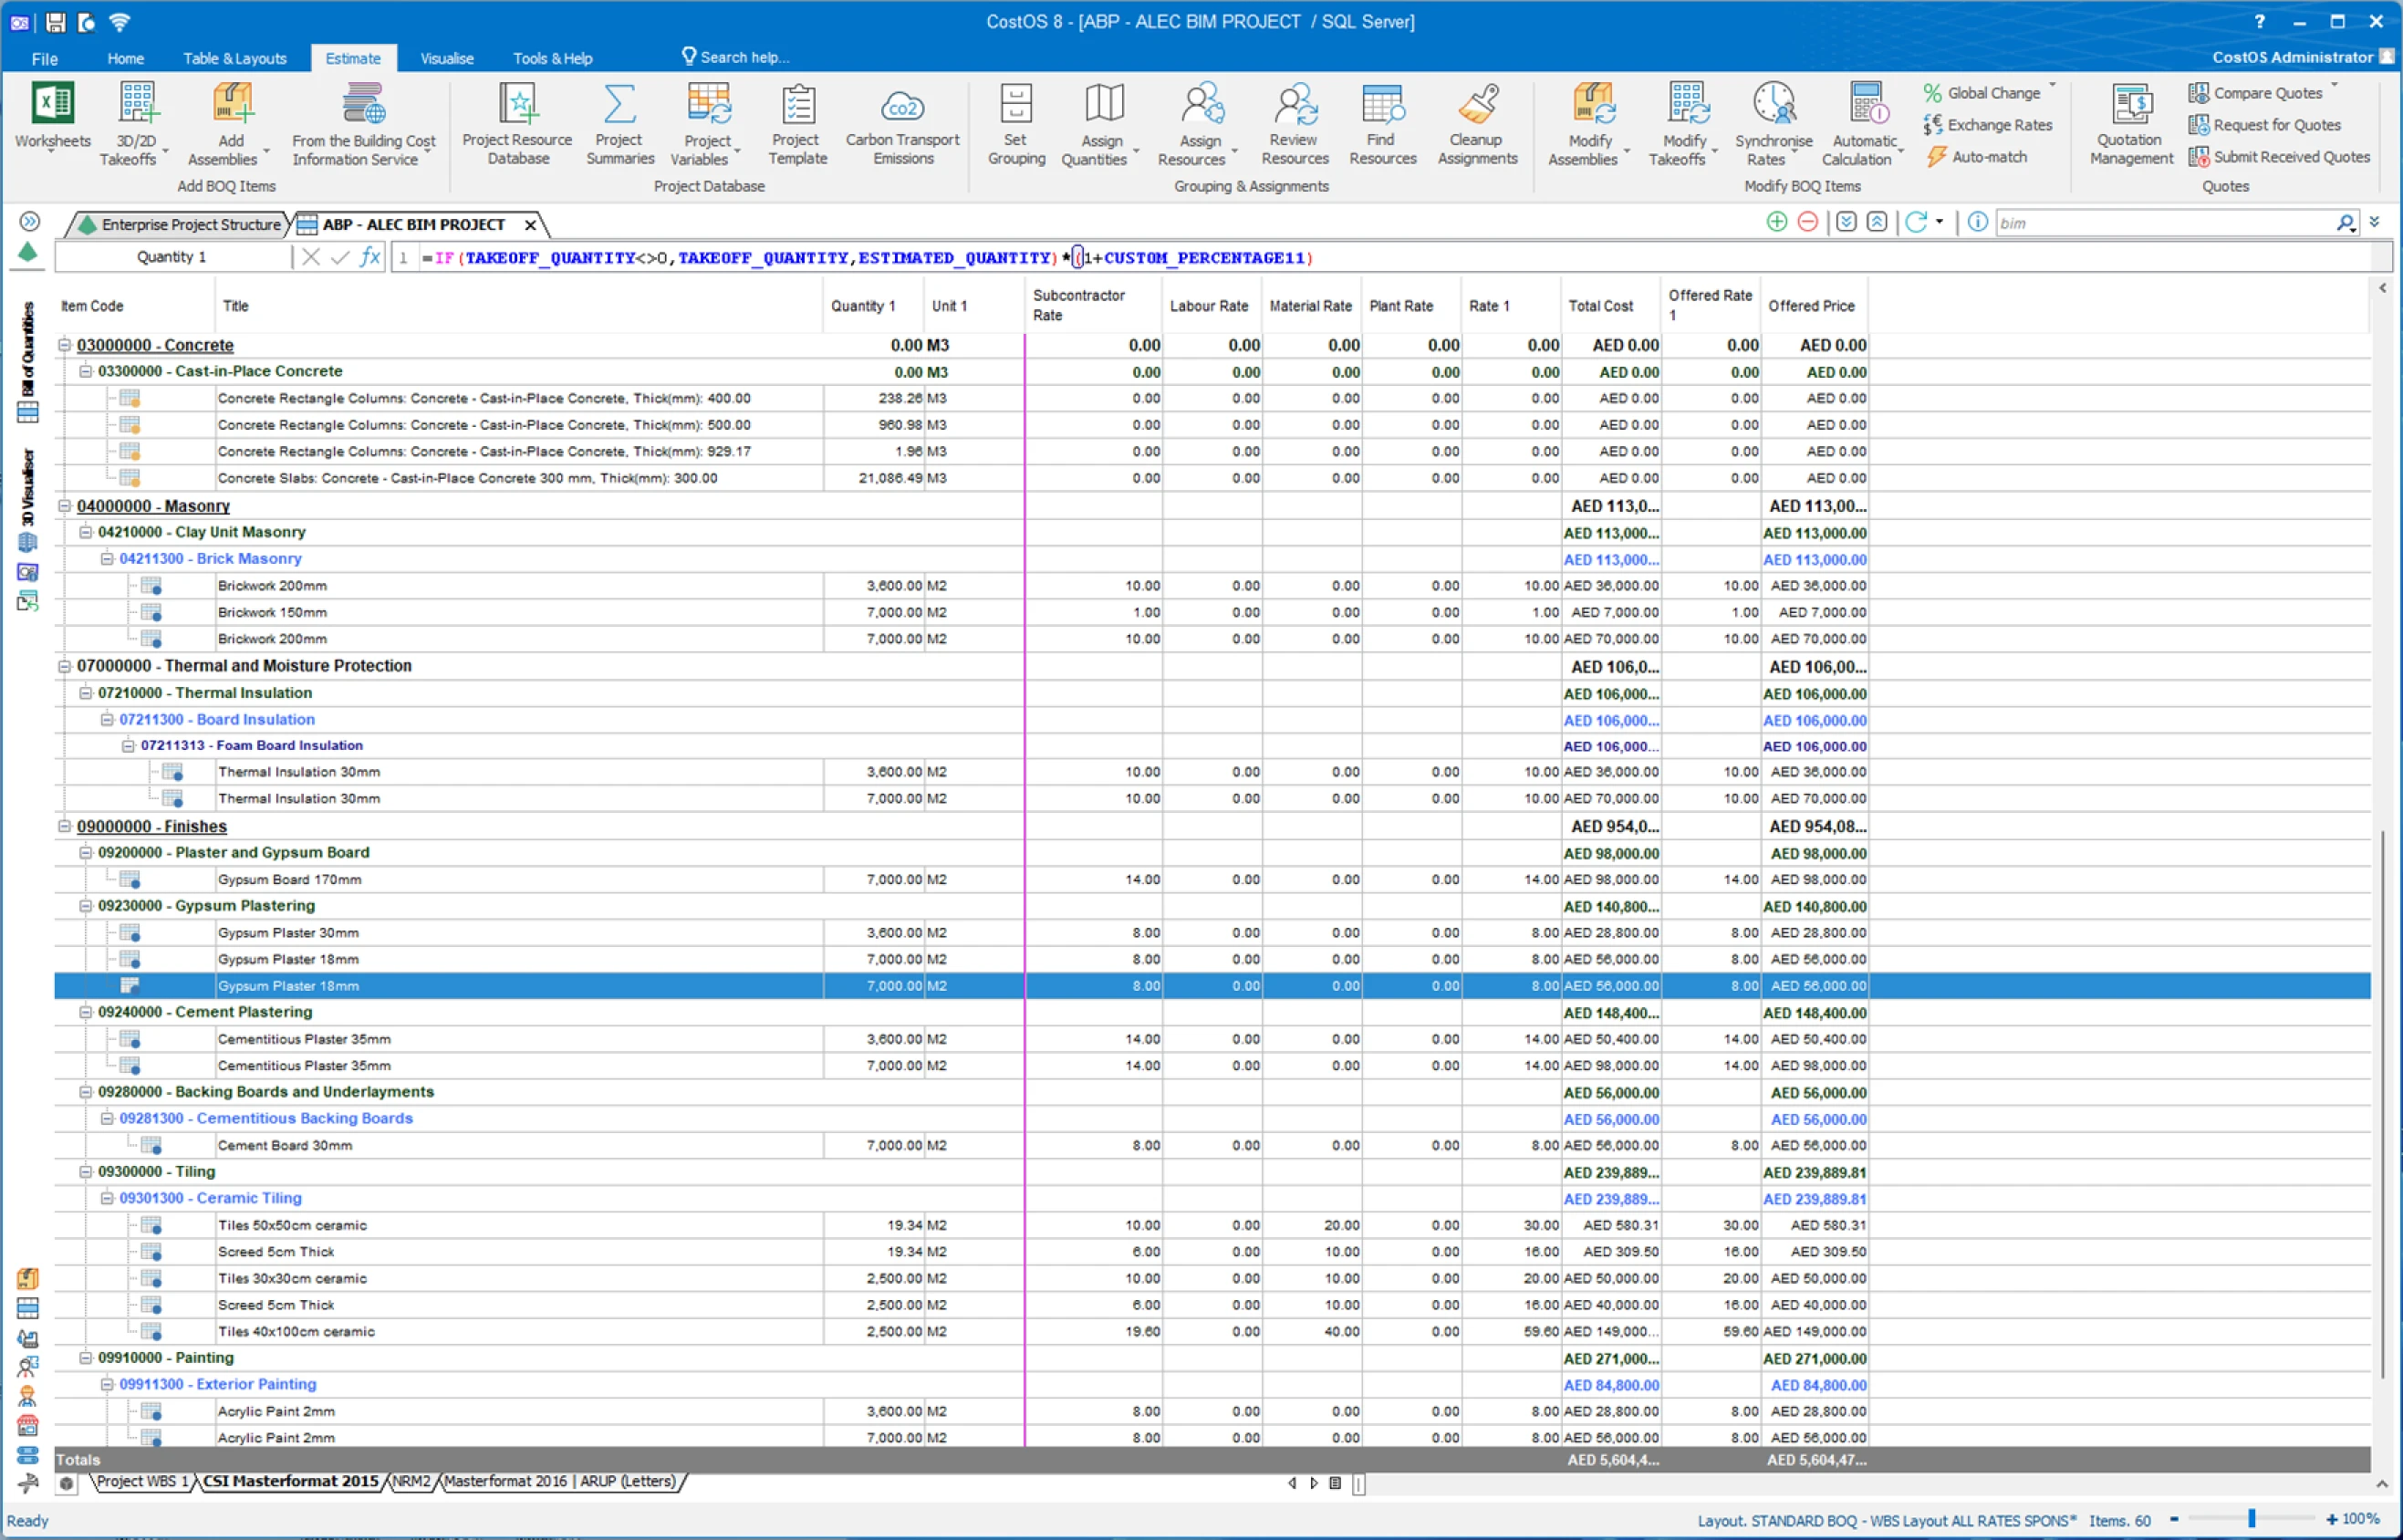 CostOS 8 - [ABP - ALEC BIM PROJECT / SQL Server]
File Home Table & Layouts Estimate Visualise Tools & Help Search help... CostOS Administrator
Worksheets 3D/2D Takeoffs Add Assemblies From the Building Cost Information Service Project Resource Database Project Summaries Project Variables Project Template Carbon Transport Emissions Set Grouping Assign Quantities Assign Resources Review Resources Find Resources Cleanup Assignments Modify Assemblies Modify Takeoffs Synchronise Rates Automatic Calculation Global Change Exchange Rates Auto-match Quotation Management Compare Quotes Request for Quotes Submit Received Quotes
Add BOQ Items Project Database Grouping & Assignments Modify BOQ Items Quotes
Enterprise Project Structure ABP - ALEC BIM PROJECT bim
Quantity 1 fx 1 =IF(TAKEOFF_QUANTITY<>0,TAKEOFF_QUANTITY,ESTIMATED_QUANTITY)*(1+CUSTOM_PERCENTAGE11)
Bill of Quantities
3D Visualiser
Item Code Title Quantity 1 Unit 1 Subcontractor Rate Labour Rate Material Rate Plant Rate Rate 1 Total Cost Offered Rate 1 Offered Price
03000000 - Concrete 0.00 M3 0.00 0.00 0.00 0.00 0.00 AED 0.00 0.00 AED 0.00
03300000 - Cast-in-Place Concrete 0.00 M3 0.00 0.00 0.00 0.00 0.00 AED 0.00 0.00 AED 0.00
Concrete Rectangle Columns: Concrete - Cast-in-Place Concrete, Thick(mm): 400.00 238.26 M3 0.00 0.00 0.00 0.00 0.00 AED 0.00 0.00 AED 0.00
Concrete Rectangle Columns: Concrete - Cast-in-Place Concrete, Thick(mm): 500.00 960.98 M3 0.00 0.00 0.00 0.00 0.00 AED 0.00 0.00 AED 0.00
Concrete Rectangle Columns: Concrete - Cast-in-Place Concrete, Thick(mm): 929.17 1.96 M3 0.00 0.00 0.00 0.00 0.00 AED 0.00 0.00 AED 0.00
Concrete Slabs: Concrete - Cast-in-Place Concrete 300 mm, Thick(mm): 300.00 21,086.49 M3 0.00 0.00 0.00 0.00 0.00 AED 0.00 0.00 AED 0.00
04000000 - Masonry AED 113,0... AED 113,00...
04210000 - Clay Unit Masonry AED 113,000... AED 113,000.00
04211300 - Brick Masonry AED 113,000... AED 113,000.00
Brickwork 200mm 3,600.00 M2 10.00 0.00 0.00 0.00 10.00 AED 36,000.00 10.00 AED 36,000.00
Brickwork 150mm 7,000.00 M2 1.00 0.00 0.00 0.00 1.00 AED 7,000.00 1.00 AED 7,000.00
Brickwork 200mm 7,000.00 M2 10.00 0.00 0.00 0.00 10.00 AED 70,000.00 10.00 AED 70,000.00
07000000 - Thermal and Moisture Protection AED 106,0... AED 106,00...
07210000 - Thermal Insulation AED 106,000... AED 106,000.00
07211300 - Board Insulation AED 106,000... AED 106,000.00
07211313 - Foam Board Insulation AED 106,000... AED 106,000.00
Thermal Insulation 30mm 3,600.00 M2 10.00 0.00 0.00 0.00 10.00 AED 36,000.00 10.00 AED 36,000.00
Thermal Insulation 30mm 7,000.00 M2 10.00 0.00 0.00 0.00 10.00 AED 70,000.00 10.00 AED 70,000.00
09000000 - Finishes AED 954,0... AED 954,08...
09200000 - Plaster and Gypsum Board AED 98,000.00 AED 98,000.00
Gypsum Board 170mm 7,000.00 M2 14.00 0.00 0.00 0.00 14.00 AED 98,000.00 14.00 AED 98,000.00
09230000 - Gypsum Plastering AED 140,800... AED 140,800.00
Gypsum Plaster 30mm 3,600.00 M2 8.00 0.00 0.00 0.00 8.00 AED 28,800.00 8.00 AED 28,800.00
Gypsum Plaster 18mm 7,000.00 M2 8.00 0.00 0.00 0.00 8.00 AED 56,000.00 8.00 AED 56,000.00
Gypsum Plaster 18mm 7,000.00 M2 8.00 0.00 0.00 0.00 8.00 AED 56,000.00 8.00 AED 56,000.00
09240000 - Cement Plastering AED 148,400... AED 148,400.00
Cementitious Plaster 35mm 3,600.00 M2 14.00 0.00 0.00 0.00 14.00 AED 50,400.00 14.00 AED 50,400.00
Cementitious Plaster 35mm 7,000.00 M2 14.00 0.00 0.00 0.00 14.00 AED 98,000.00 14.00 AED 98,000.00
09280000 - Backing Boards and Underlayments AED 56,000.00 AED 56,000.00
09281300 - Cementitious Backing Boards AED 56,000.00 AED 56,000.00
Cement Board 30mm 7,000.00 M2 8.00 0.00 0.00 0.00 8.00 AED 56,000.00 8.00 AED 56,000.00
09300000 - Tiling AED 239,889... AED 239,889.81
09301300 - Ceramic Tiling AED 239,889... AED 239,889.81
Tiles 50x50cm ceramic 19.34 M2 10.00 0.00 20.00 0.00 30.00 AED 580.31 30.00 AED 580.31
Screed 5cm Thick 19.34 M2 6.00 0.00 10.00 0.00 16.00 AED 309.50 16.00 AED 309.50
Tiles 30x30cm ceramic 2,500.00 M2 10.00 0.00 10.00 0.00 20.00 AED 50,000.00 20.00 AED 50,000.00
Screed 5cm Thick 2,500.00 M2 6.00 0.00 10.00 0.00 16.00 AED 40,000.00 16.00 AED 40,000.00
Tiles 40x100cm ceramic 2,500.00 M2 19.60 0.00 40.00 0.00 59.60 AED 149,000... 59.60 AED 149,000.00
09910000 - Painting AED 271,000... AED 271,000.00
09911300 - Exterior Painting AED 84,800.00 AED 84,800.00
Acrylic Paint 2mm 3,600.00 M2 8.00 0.00 0.00 0.00 8.00 AED 28,800.00 8.00 AED 28,800.00
Acrylic Paint 2mm 7,000.00 M2 8.00 0.00 0.00 0.00 8.00 AED 56,000.00 8.00 AED 56,000.00
Totals AED 5,604,4... AED 5,604,47...
Project WBS 1 CSI Masterformat 2015 NRM2 Masterformat 2016 | ARUP (Letters)
Ready Layout. STANDARD BOQ - WBS Layout ALL RATES SPONS* Items. 60 100%